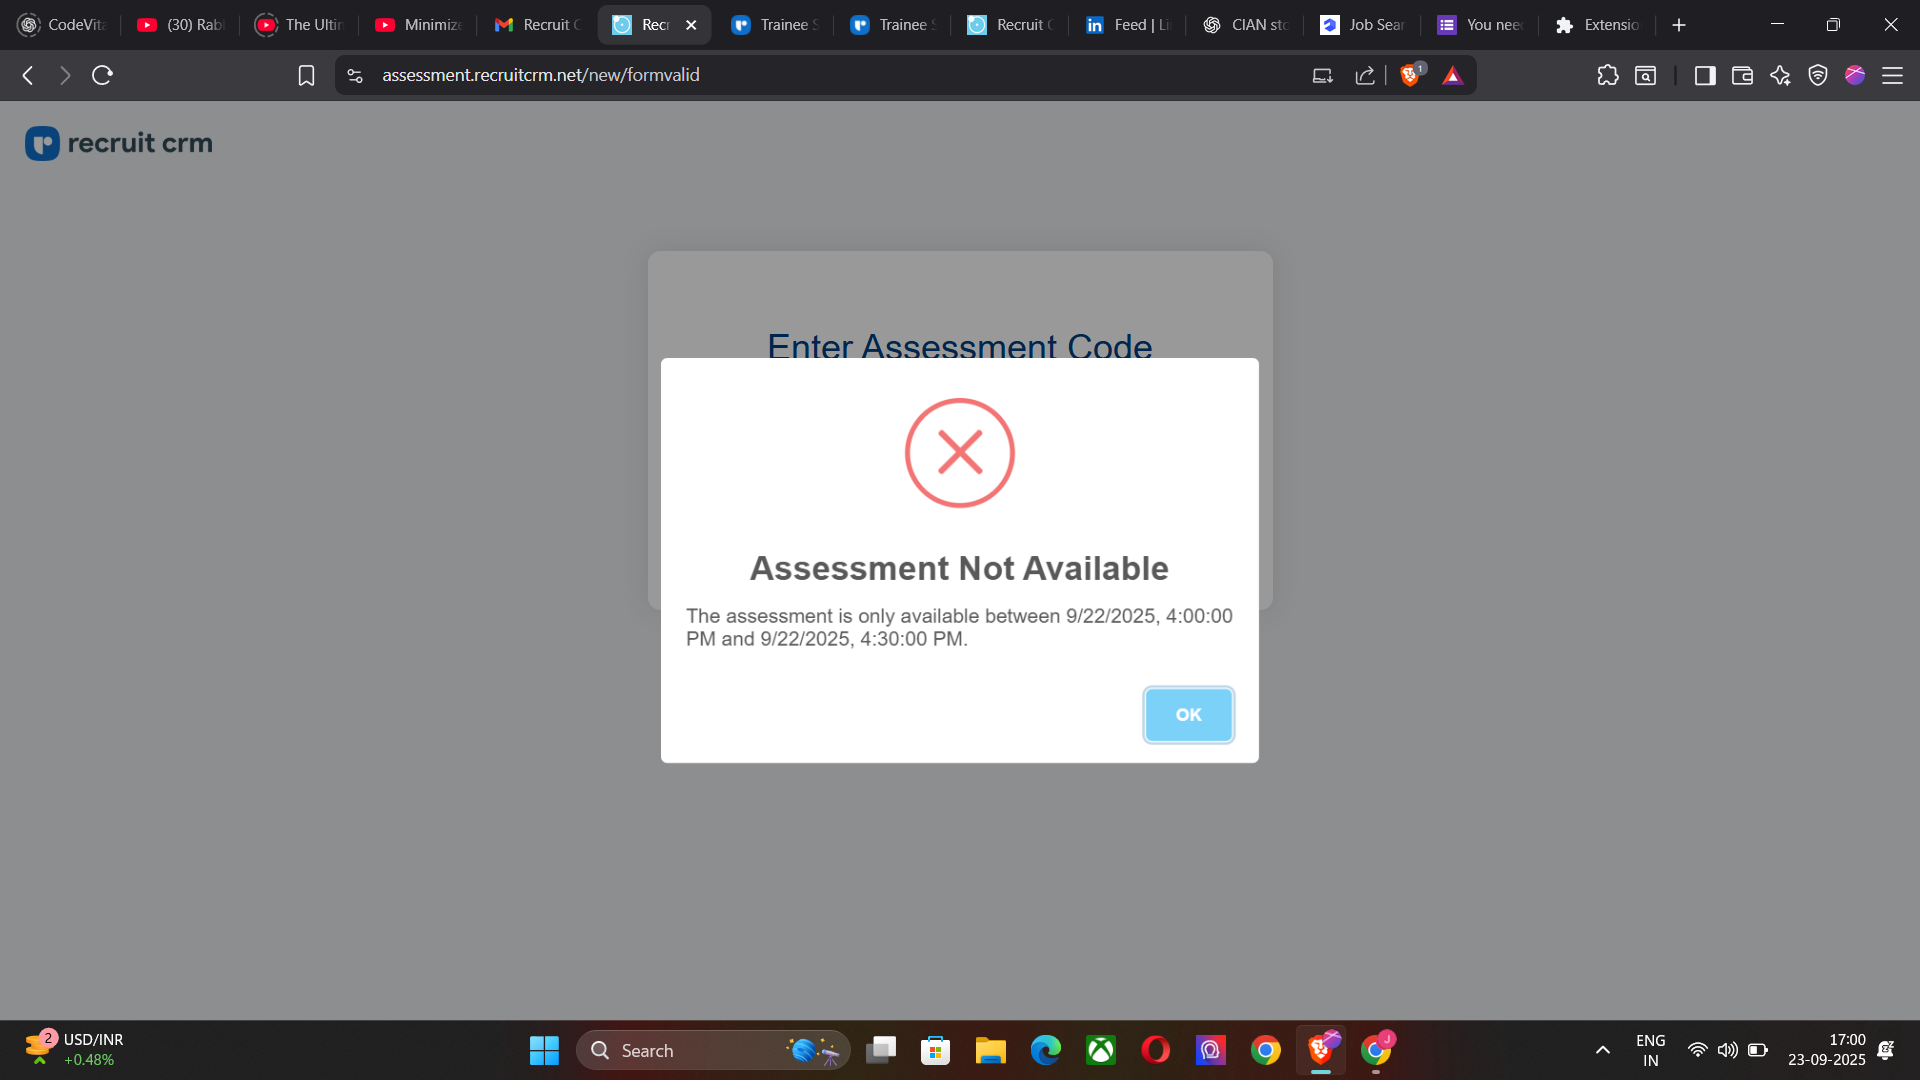 CodeVita
(30) Rab
The Ultin
Minimize
Recruit C
Recr
Trainee S
Trainee S
Recruit C
Feed | Li
CIAN sto
Job Sear
You need
Extensio
assessment.recruitcrm.net/new/formvalid
1
recruit crm
Enter Assessment Code
Assessment Not Available
The assessment is only available between 9/22/2025, 4:00:00
PM and 9/22/2025, 4:30:00 PM.
OK
2
USD/INR
+0.48%
Search
J
ENG
IN
17:00
23-09-2025